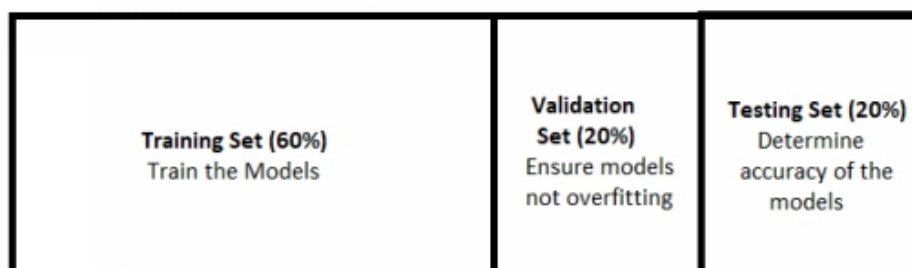 Training Set (60%)
Train the Models
Validation
Set (20%)
Ensure models
not overfitting
Testing Set (20%)
Determine
accuracy of the
models